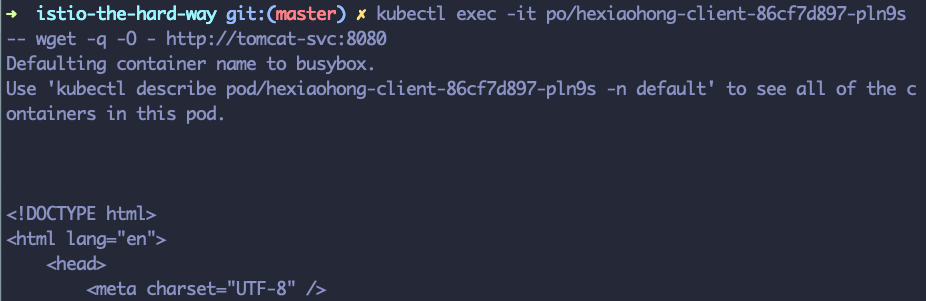 ➜  istio-the-hard-way git:(master) ✗ kubectl exec -it po/hexiaohong-client-86cf7d897-pln9s
-- wget -q -O - http://tomcat-svc:8080
Defaulting container name to busybox.
Use 'kubectl describe pod/hexiaohong-client-86cf7d897-pln9s -n default' to see all of the c
ontainers in this pod.
<!DOCTYPE html>
<html lang="en">
    <head>
        <meta charset="UTF-8" />